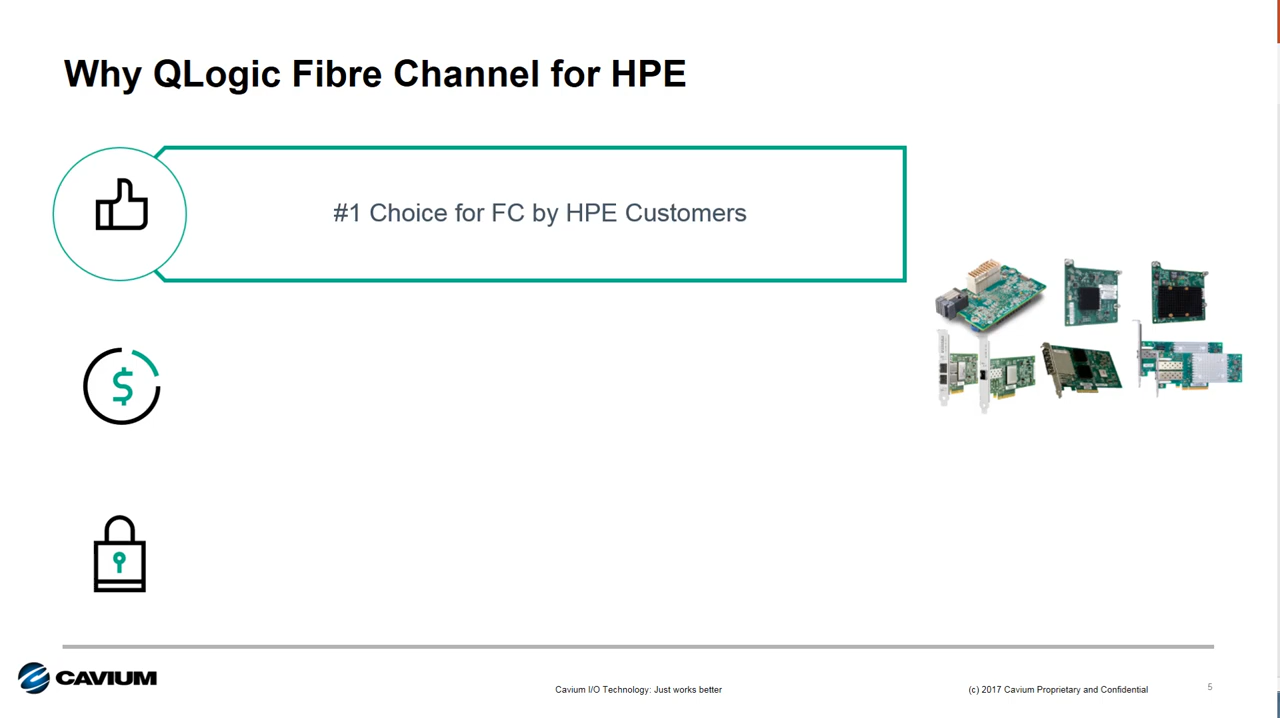 Why QLogic Fibre Channel for HPE
#1 Choice for FC by HPE Customers
$
CAVIUM
Cavium I/O Technology: Just works better
(c) 2017 Cavium Proprietary and Confidential
5